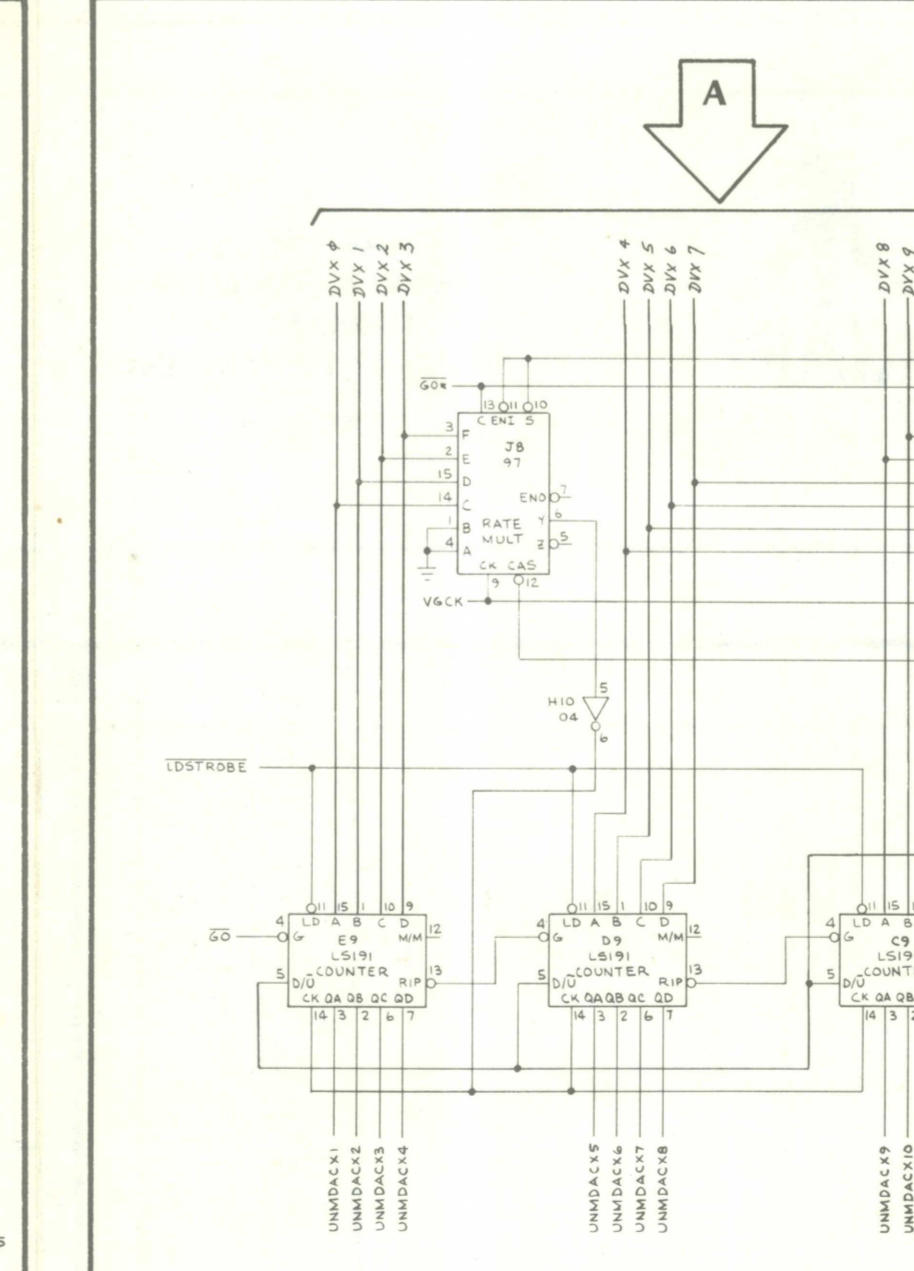 A
DVX 0
DVX 1
DVX 2
DVX 3
DVX 4
DVX 5
DVX 6
DVX 7
DVX 8
DVX 9
GO*
13 11 10
C ENI S
J8
97
3 F
2 E
15 D
14 C
1 B
4 A
ENO 7
Y 6
Z 5
RATE
MULT
CK CAS
9 12
VGCK
H10
04
5
6
LDSTROBE
11 15 1 10 9
LD A B C D
4 G
GO
E9
LS191
COUNTER
M/M 12
5 D/U
RIP 13
CK QA QB QC QD
14 3 2 6 7
11 15 1 10 9
LD A B C D
4 G
D9
LS191
COUNTER
M/M 12
5 D/U
RIP 13
CK QA QB QC QD
14 3 2 6 7
11 15
LD A B
4 G
C9
LS19
COUNT
5 D/U
CK QA QB
14 3 2
UNMDACX1
UNMDACX2
UNMDACX3
UNMDACX4
UNMDACX5
UNMDACX6
UNMDACX7
UNMDACX8
UNMDACX9
UNMDACX10
S